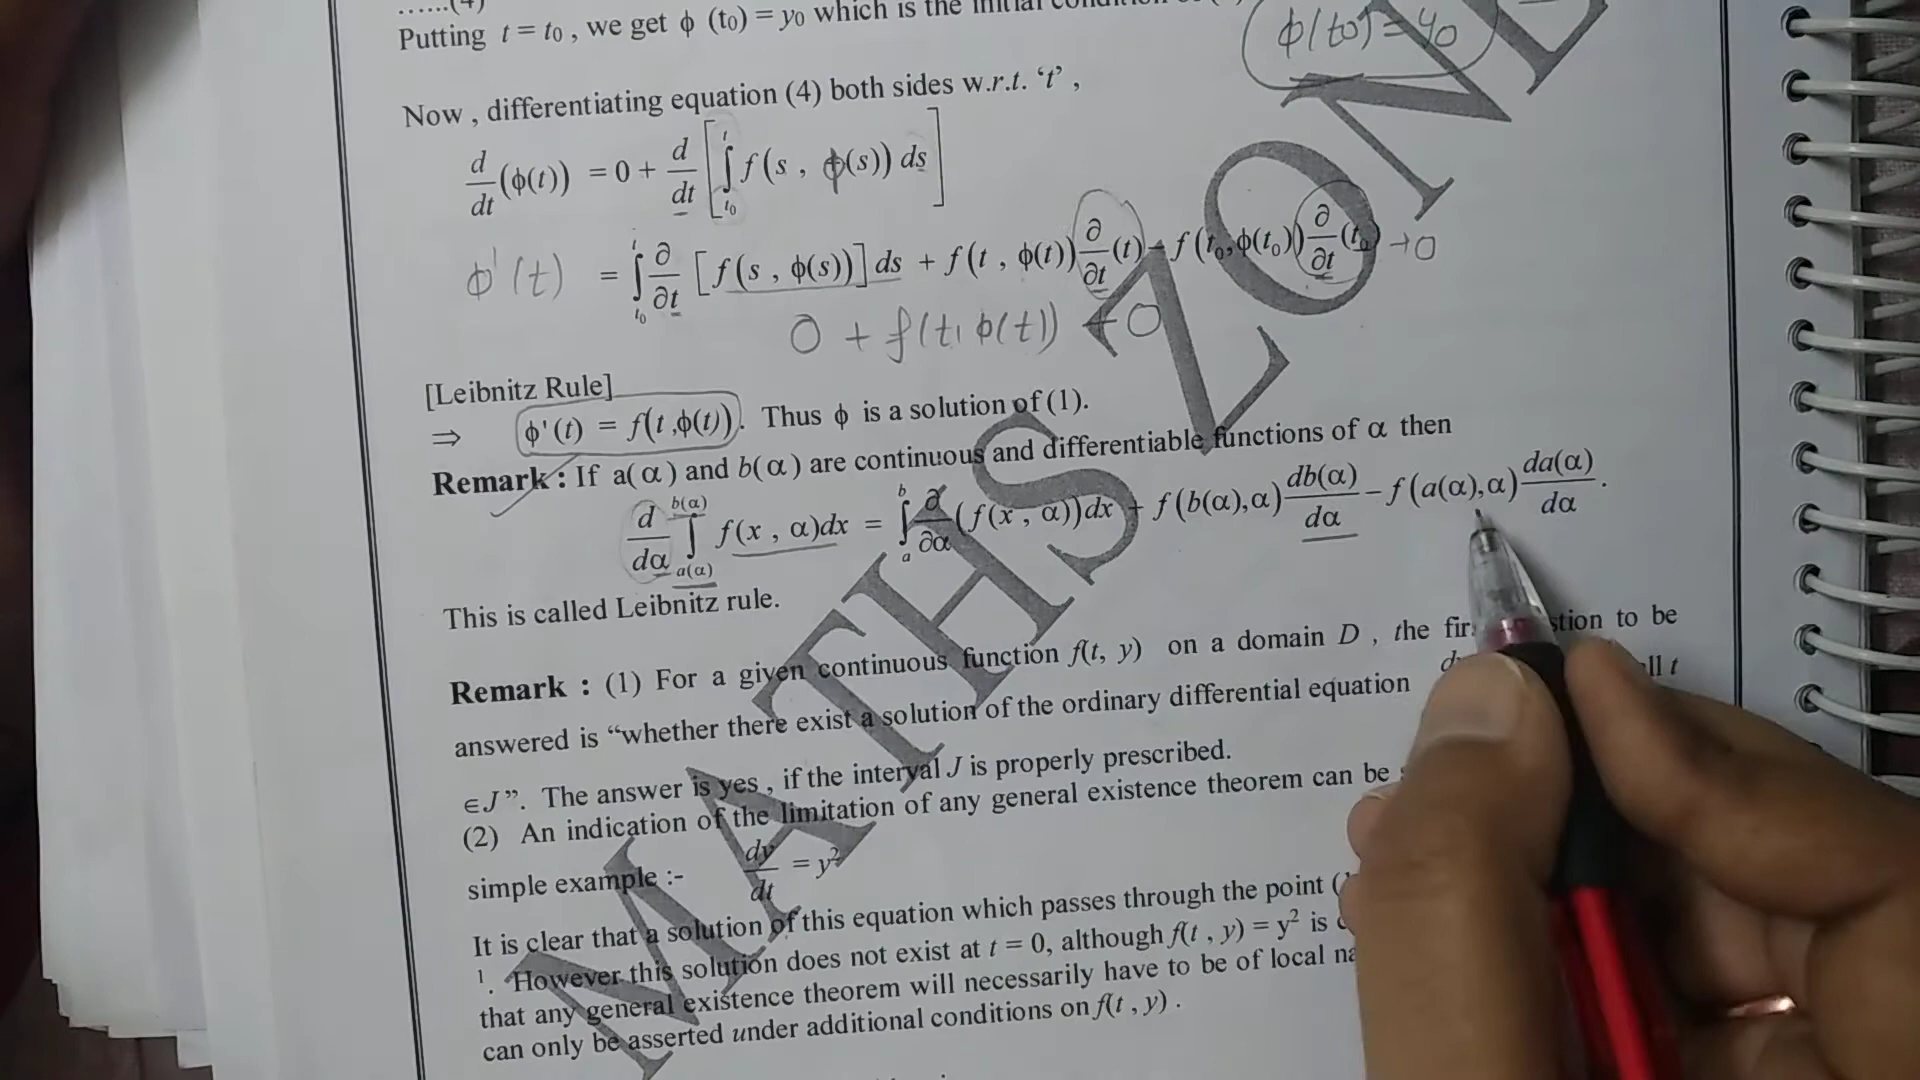 ......(4)
Putting t = t₀ , we get ϕ (t₀) = y₀ which is the initial
ϕ(t₀) = y₀
Now , differentiating equation (4) both sides w.r.t. ‘t’ ,
d/dt (ϕ(t)) = 0 + d/dt [∫_{t₀}^{t} f(s , ϕ(s)) ds]
ϕ'(t) = ∫_{t₀}^{t} ∂/∂t [f(s , ϕ(s))] ds + f(t , ϕ(t)) ∂/∂t (t) – f(t₀,ϕ(t₀)) ∂/∂t (t₀) → 0
0 + f(t, ϕ(t)) + 0
[Leibnitz Rule]
⇒ ϕ'(t) = f(t ,ϕ(t)). Thus ϕ is a solution of (1).
Remark : If a(α) and b(α) are continuous and differentiable functions of α then
d/dα ∫_{a(α)}^{b(α)} f(x , α)dx = ∫_{a}^{b} ∂/∂α (f(x , α))dx + f(b(α),α) db(α)/dα – f(a(α),α) da(α)/dα .
This is called Leibnitz rule.
Remark : (1) For a given continuous function f(t, y) on a domain D , the to be
answered is “whether there exist a solution of the ordinary differential equation ll t
∈J ”. The answer is yes , if the interval J is properly prescribed.
(2) An indication of the limitation of any general existence theorem can be
simple example :- dy/dt = y²
It is clear that a solution of this equation which passes through the point (
1. However this solution does not exist at t = 0, although f(t , y) = y² is
that any general existence theorem will necessarily have to be of local
can only be asserted under additional conditions on f(t , y) .
MATHS ZONE